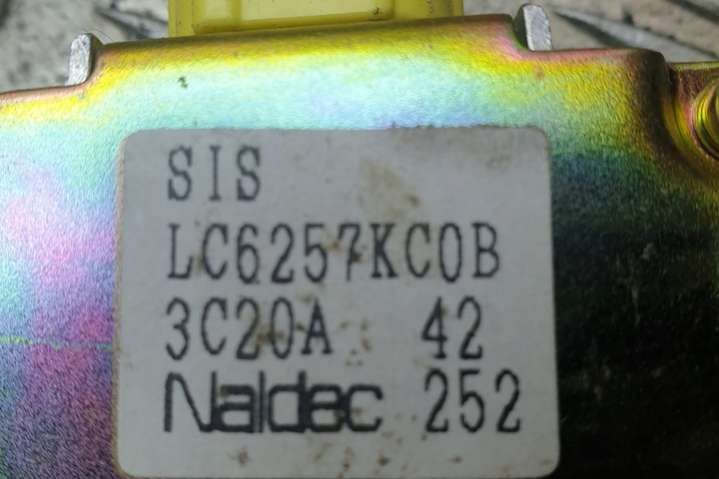 SIS
LC6257KC0B
3C20A 42
Naldec 252